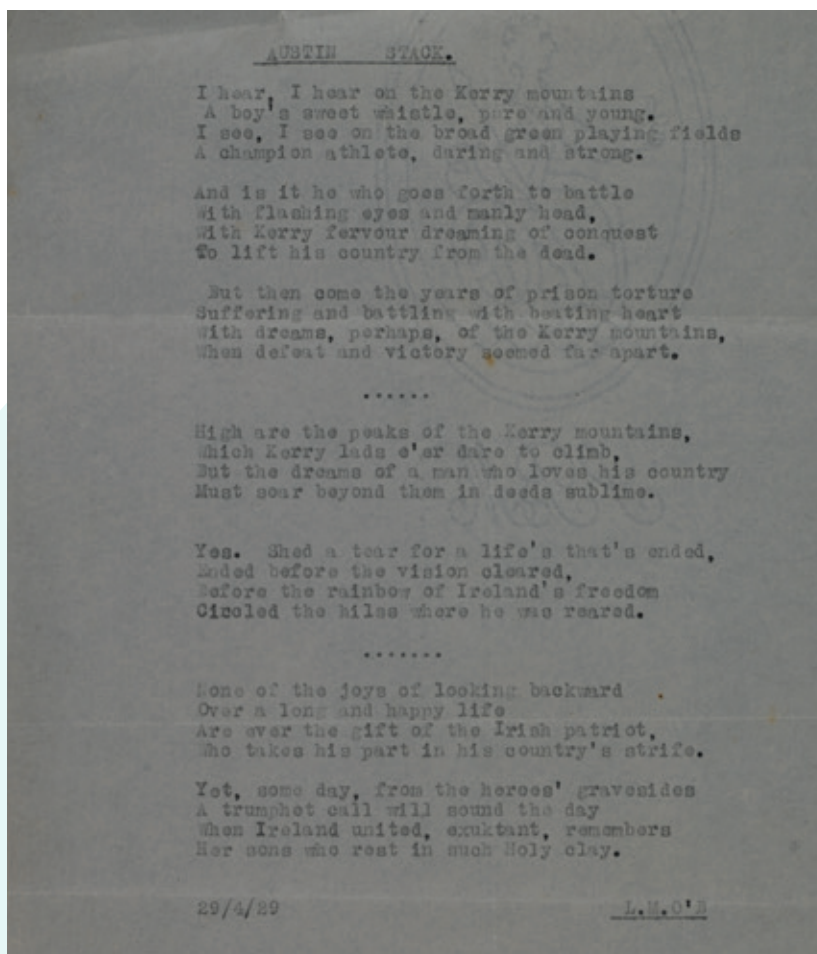 AUSTIN STACK.
I hear, I hear on the Kerry mountains
A boy's sweet whistle, pure and young.
I see, I see on the broad green playing fields
A champion athlete, daring and strong.
And is it he who goes forth to battle
With flashing eyes and manly head,
With Kerry fervour dreaming of conquest
To lift his country from the dead.
But then come the years of prison torture
Suffering and battling with beating heart
With dreams, perhaps, of the Kerry mountains,
When defeat and victory seemed far apart.
......
High are the peaks of the Kerry mountains,
Which Kerry lads e'er dare to climb,
But the dreams of a man who loves his country
Must soar beyond them in deeds sublime.
Yes. Shed a tear for a life's that's ended,
Ended before the vision cleared,
Before the rainbow of Ireland's freedom
Cicoled the hilss where he was reared.
.......
None of the joys of looking backward
Over a long and happy life
Are ever the gift of the Irish patriot,
Who takes his part in his country's strife.
Yet, some day, from the heroes' gravesides
A trumphet call will sound the day
When Ireland united, exuktant, remembers
Her sons who rest in such Holy clay.
29/4/29 L.M.O'B